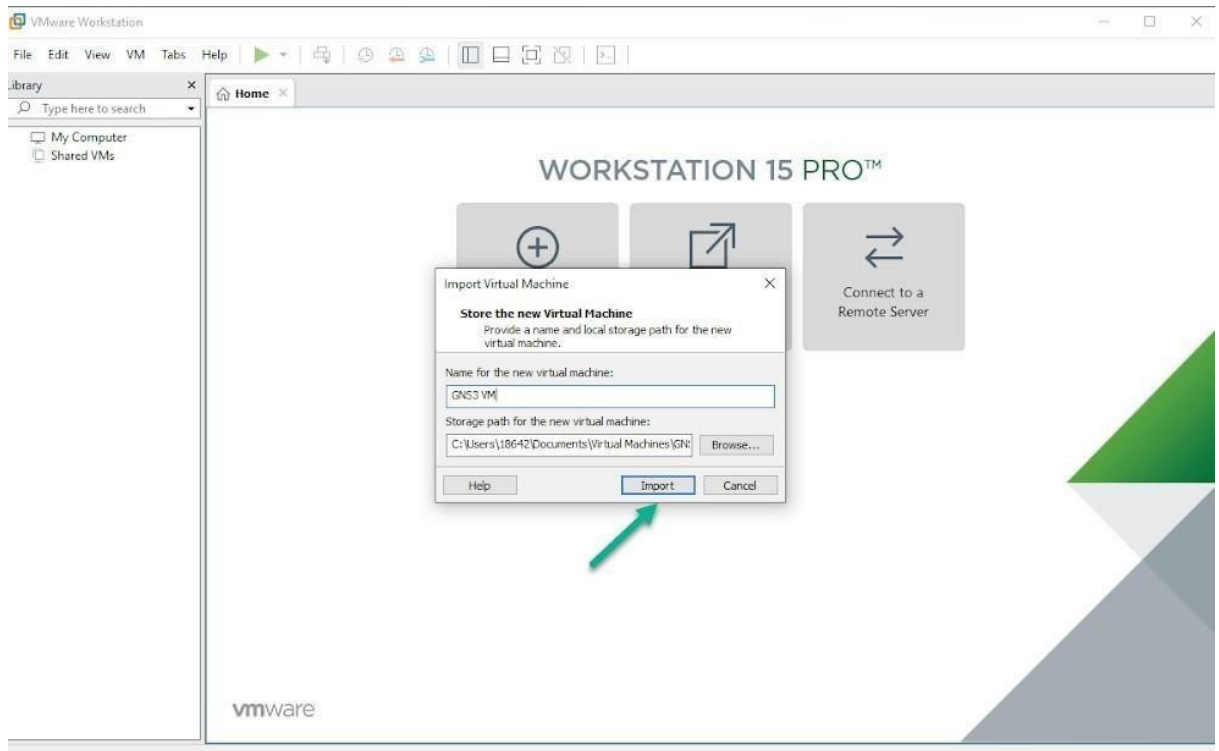 VMware Workstation
File Edit View VM Tabs Help
Library
Home
Type here to search
My Computer
Shared VMs
WORKSTATION 15 PRO™
Connect to a
Remote Server
Import Virtual Machine
Store the new Virtual Machine
Provide a name and local storage path for the new
virtual machine.
Name for the new virtual machine:
GNS3 VM
Storage path for the new virtual machine:
C:\Users\18642\Documents\Virtual Machines\GNS
Browse...
Help Import Cancel
vmware